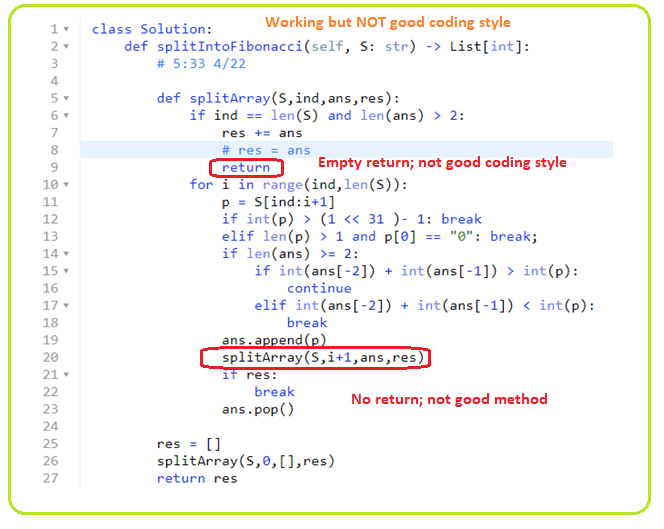 Working but NOT good coding style
1 class Solution:
2     def splitIntoFibonacci(self, S: str) -> List[int]:
3         # 5:33 4/22
4
5         def splitArray(S,ind,ans,res):
6             if ind == len(S) and len(ans) > 2:
7                 res += ans
8                 # res = ans
9                 return Empty return; not good coding style
10             for i in range(ind,len(S)):
11                 p = S[ind:i+1]
12                 if int(p) > (1 << 31 )- 1: break
13                 elif len(p) > 1 and p[0] == "0": break;
14                 if len(ans) >= 2:
15                     if int(ans[-2]) + int(ans[-1]) > int(p):
16                         continue
17                     elif int(ans[-2]) + int(ans[-1]) < int(p):
18                         break
19                 ans.append(p)
20                 splitArray(S,i+1,ans,res)
21                 if res:
22                     break
No return; not good method
23                 ans.pop()
24
25         res = []
26         splitArray(S,0,[],res)
27         return res